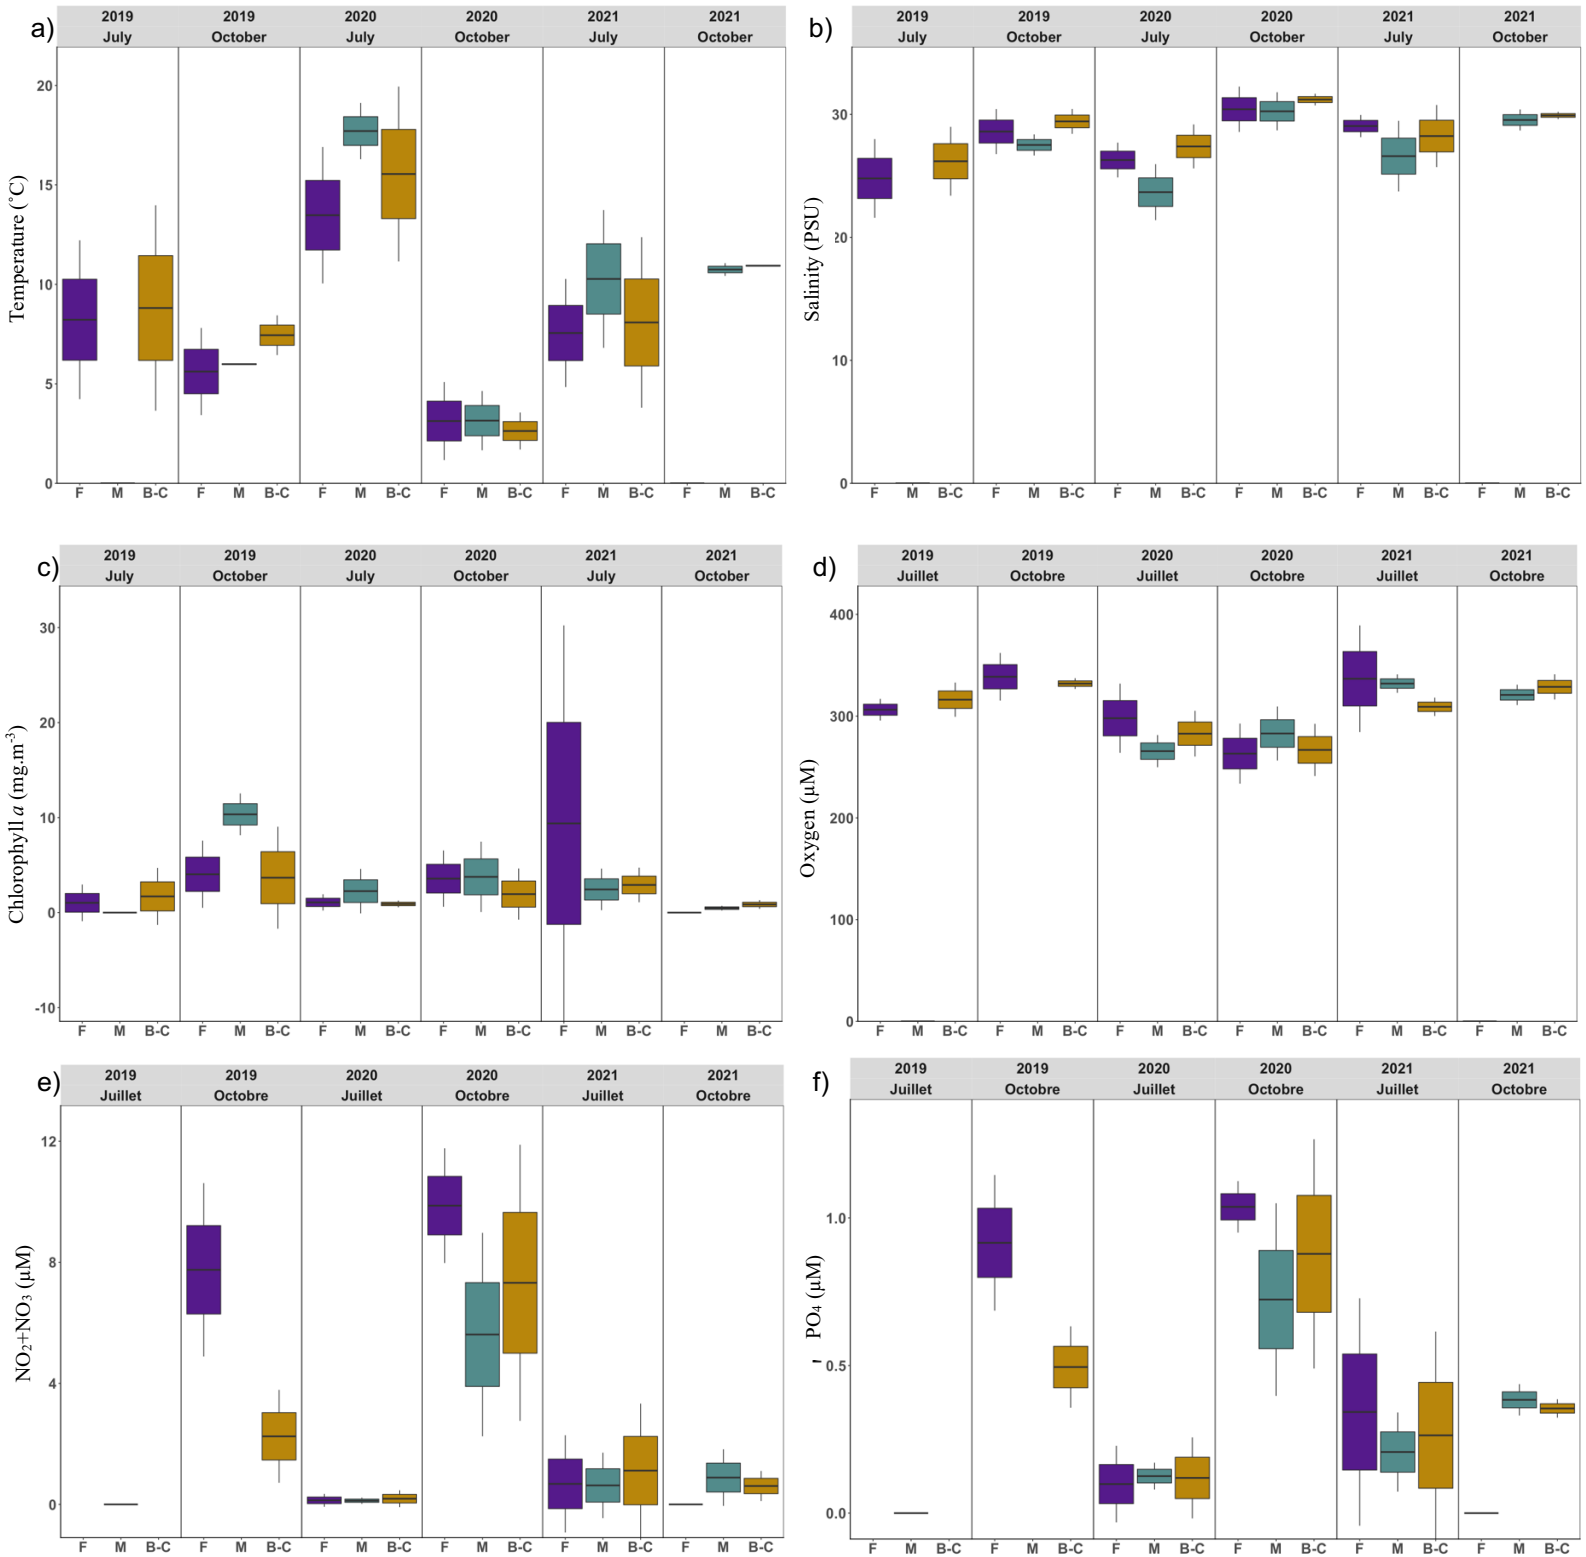 a)
2019 2019 2020 2020 2021 2021
July October July October July October
Temperature (˚C)
20
15
10
5
0
F M B-C F M B-C F M B-C F M B-C F M B-C F M B-C
b)
2019 2019 2020 2020 2021 2021
July October July October July October
Salinity (PSU)
30
20
10
0
F M B-C F M B-C F M B-C F M B-C F M B-C F M B-C
c)
2019 2019 2020 2020 2021 2021
July October July October July October
Chlorophyll a (mg.m-³)
30
20
10
0
-10
F M B-C F M B-C F M B-C F M B-C F M B-C F M B-C
d)
2019 2019 2020 2020 2021 2021
Juillet Octobre Juillet Octobre Juillet Octobre
Oxygen (µM)
400
300
200
100
0
F M B-C F M B-C F M B-C F M B-C F M B-C F M B-C
e)
2019 2019 2020 2020 2021 2021
Juillet Octobre Juillet Octobre Juillet Octobre
NO₂+NO₃ (µM)
12
8
4
0
F M B-C F M B-C F M B-C F M B-C F M B-C F M B-C
f)
2019 2019 2020 2020 2021 2021
Juillet Octobre Juillet Octobre Juillet Octobre
PO₄ (µM)
1.0
0.5
0.0
F M B-C F M B-C F M B-C F M B-C F M B-C F M B-C